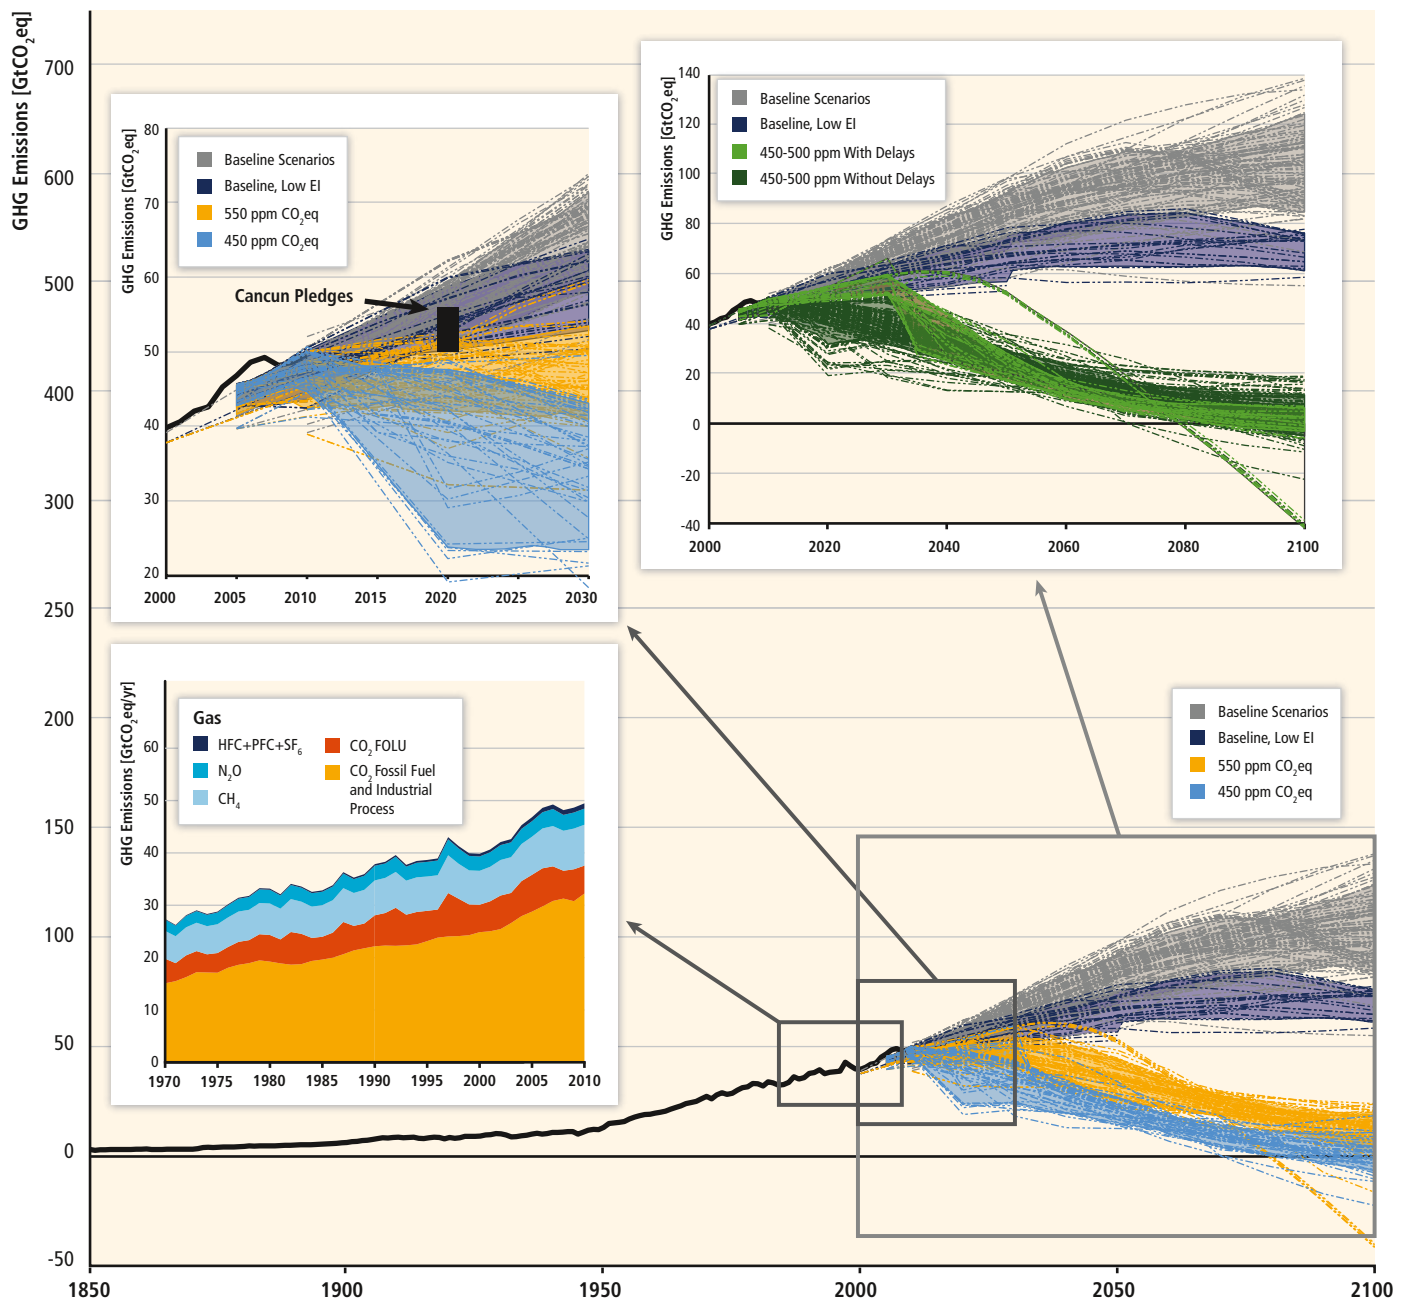 GHG Emissions [GtCO2eq]
700
600
500
400
300
250
200
150
100
50
0
-50
1850
1900
1950
2000
2050
2100
GHG Emissions [GtCO2eq]
80
70
60
50
40
30
20
2000
2005
2010
2015
2020
2025
2030
Baseline Scenarios
Baseline, Low EI
550 ppm CO2eq
450 ppm CO2eq
Cancun Pledges
GHG Emissions [GtCO2eq]
140
120
100
80
60
40
20
0
-20
-40
2000
2020
2040
2060
2080
2100
Baseline Scenarios
Baseline, Low EI
450-500 ppm With Delays
450-500 ppm Without Delays
GHG Emissions [GtCO2eq/yr]
60
50
40
30
20
10
0
1970
1975
1980
1985
1990
1995
2000
2005
2010
Gas
HFC+PFC+SF6
N2O
CH4
CO2 FOLU
CO2 Fossil Fuel
and Industrial
Process
Baseline Scenarios
Baseline, Low EI
550 ppm CO2eq
450 ppm CO2eq